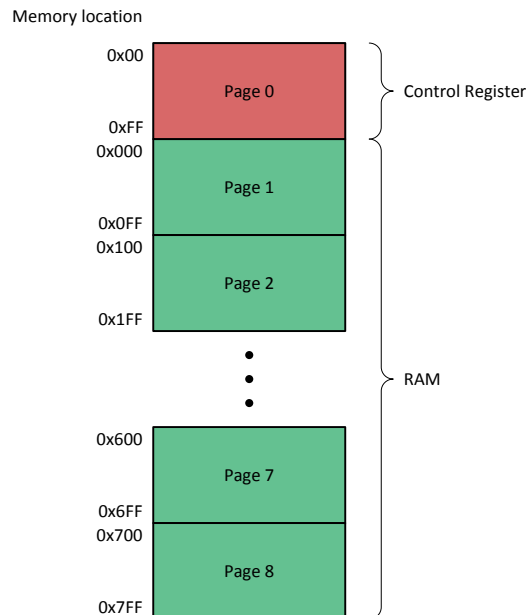 Memory location
0x00
Page 0
Control Register
0xFF
0x000
Page 1
0x0FF
0x100
Page 2
0x1FF
RAM
0x600
Page 7
0x6FF
0x700
Page 8
0x7FF